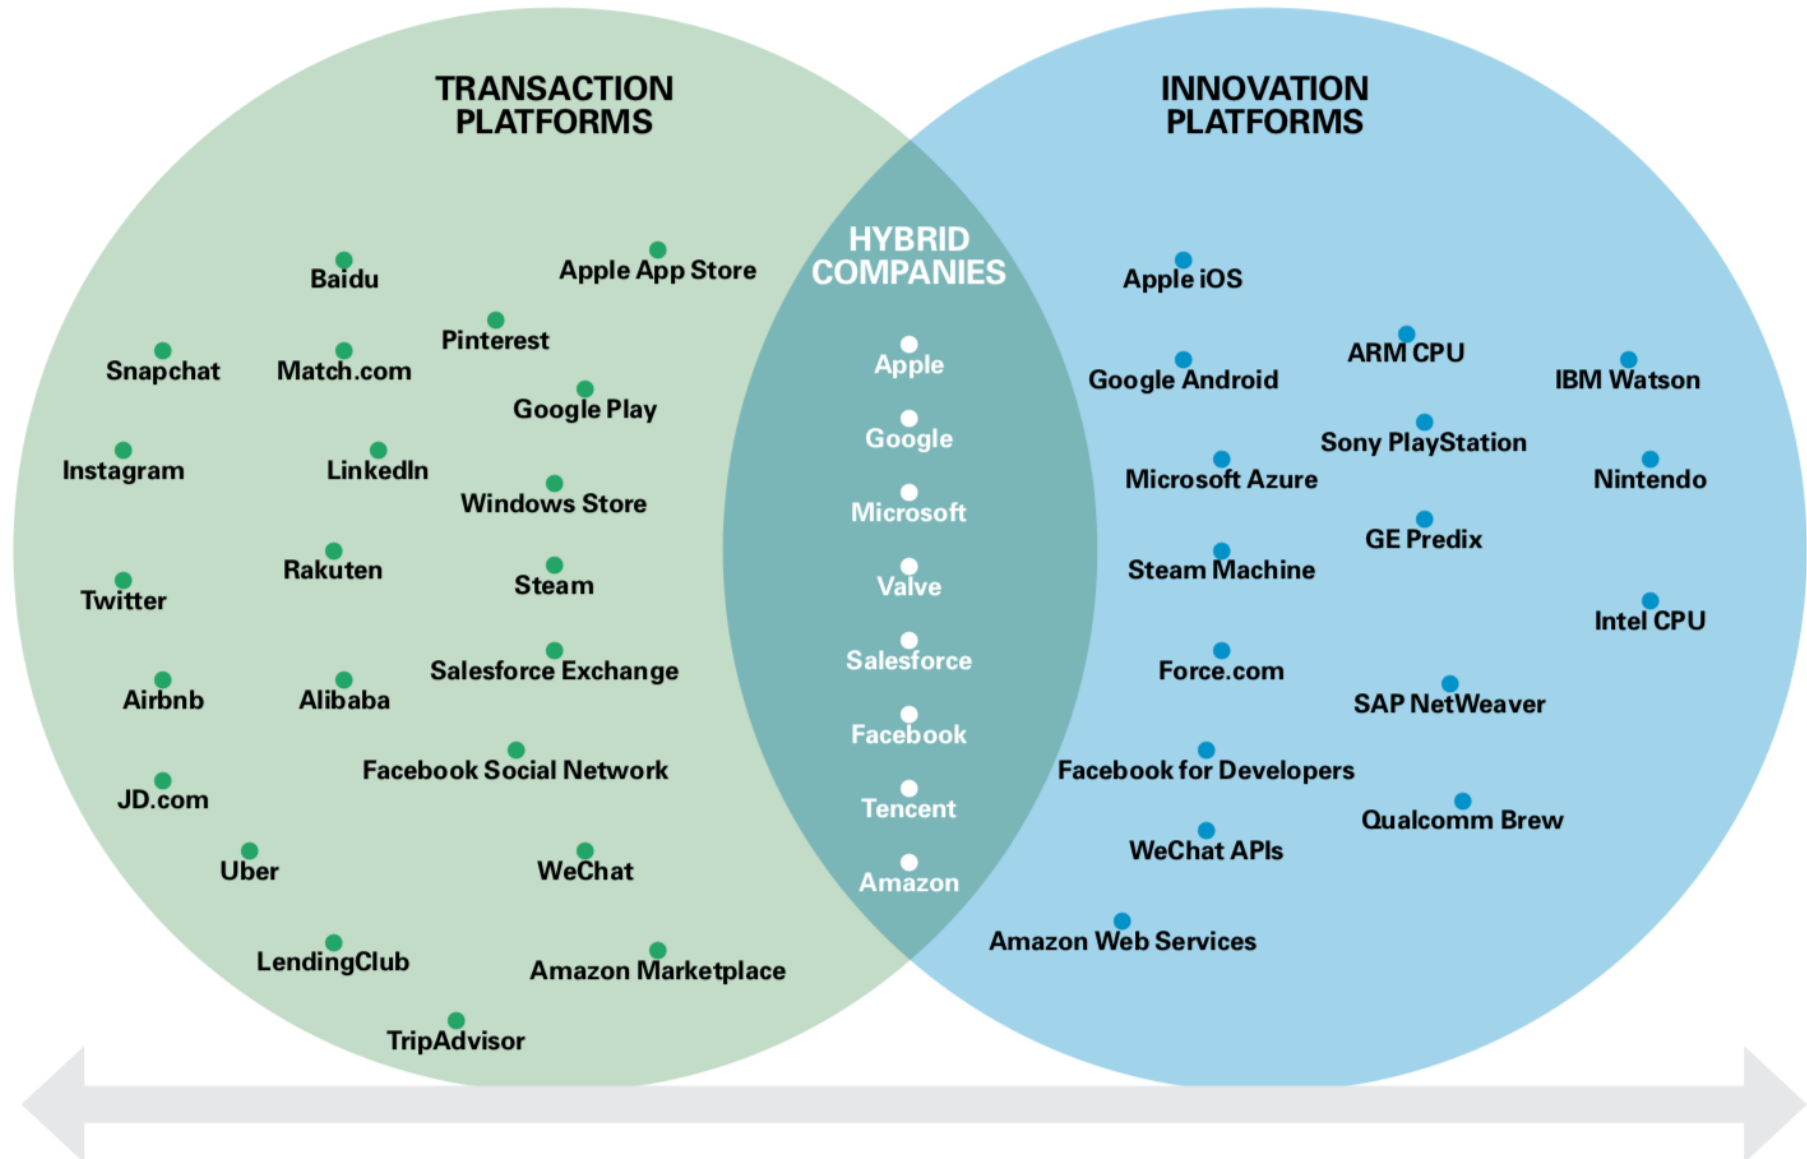 TRANSACTION
PLATFORMS
Baidu
Apple App Store
Pinterest
Snapchat
Match.com
Google Play
Instagram
LinkedIn
Windows Store
Rakuten
Steam
Twitter
Salesforce Exchange
Airbnb
Alibaba
Facebook Social Network
JD.com
Uber
WeChat
LendingClub
Amazon Marketplace
TripAdvisor
HYBRID
COMPANIES
Apple
Google
Microsoft
Valve
Salesforce
Facebook
Tencent
Amazon
INNOVATION
PLATFORMS
Apple iOS
ARM CPU
Google Android
IBM Watson
Sony PlayStation
Microsoft Azure
Nintendo
GE Predix
Steam Machine
Intel CPU
Force.com
SAP NetWeaver
Facebook for Developers
Qualcomm Brew
WeChat APIs
Amazon Web Services